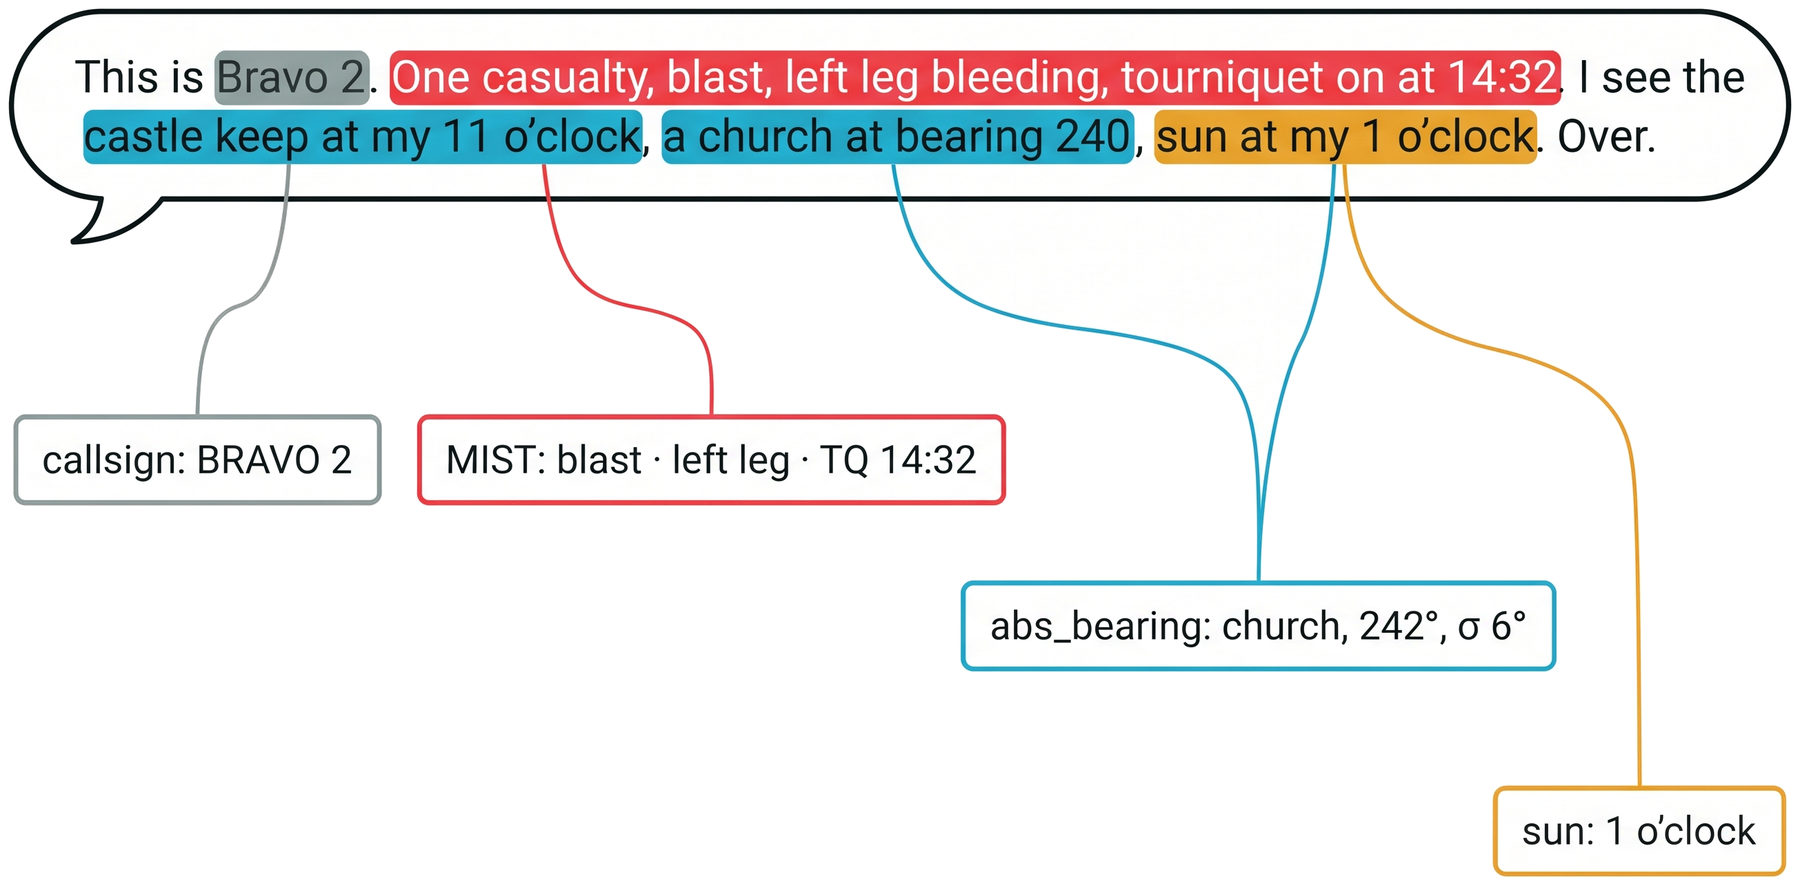 This is Bravo 2. One casualty, blast, left leg bleeding, tourniquet on at 14:32. I see the
castle keep at my 11 o’clock, a church at bearing 240, sun at my 1 o’clock. Over.
callsign: BRAVO 2
MIST: blast · left leg · TQ 14:32
abs_bearing: church, 242°, σ 6°
sun: 1 o’clock